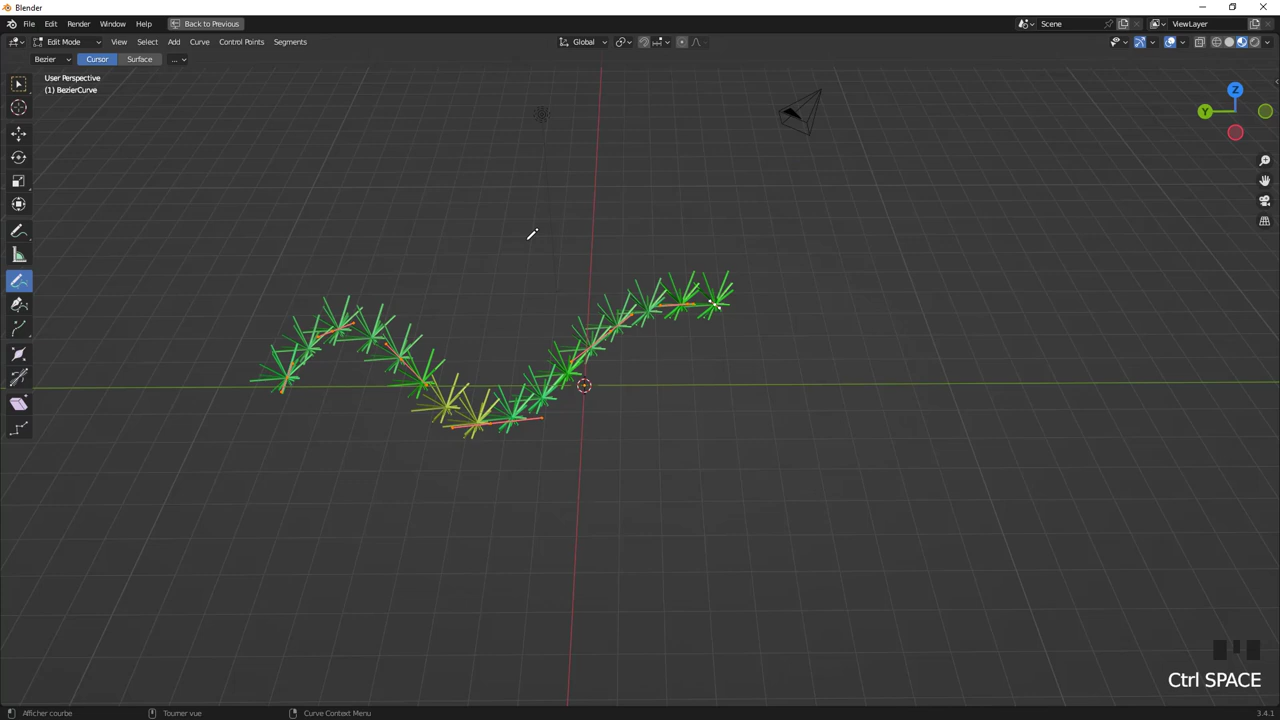 Blender
File Edit Render Window Help Back to Previous Scene ViewLayer
Edit Mode View Select Add Curve Control Points Segments Global
Bezier Cursor Surface ...
User Perspective
(1) BezierCurve
Z
Y
Ctrl SPACE
Afficher courbe Tourner vue Curve Context Menu 3.4.1